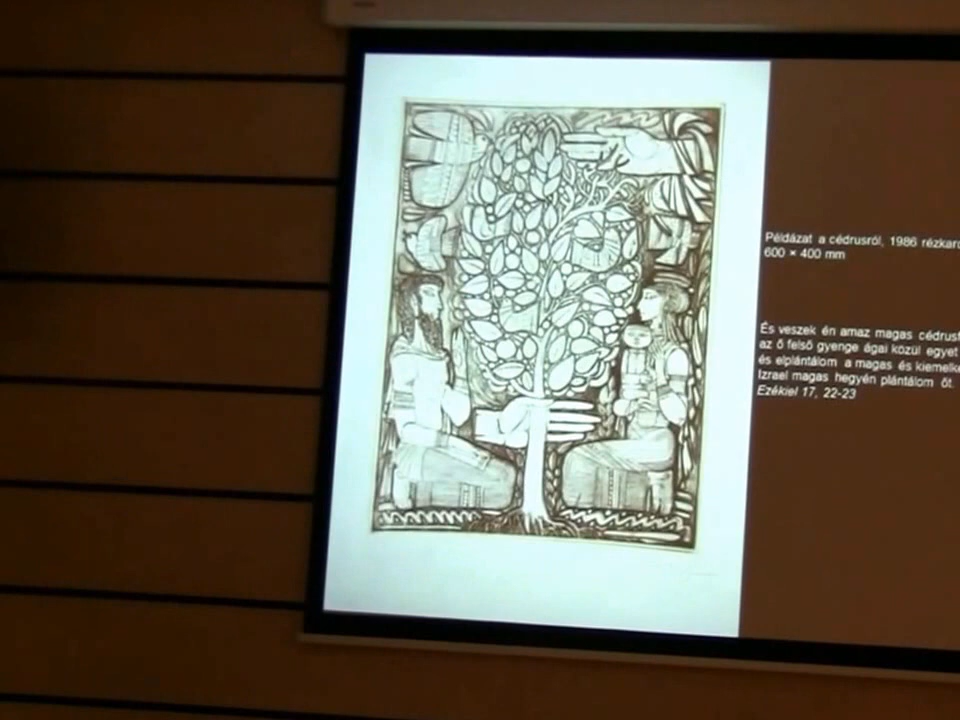 Példázat a cédrusról, 1986 rézkarc
600 × 400 mm
És veszek én amaz magas cédrusf
az ő felső gyenge ágai közül egyet
és elplántálom a magas és kiemelke
Izrael magas hegyén plántálom őt.
Ezékiel 17, 22-23